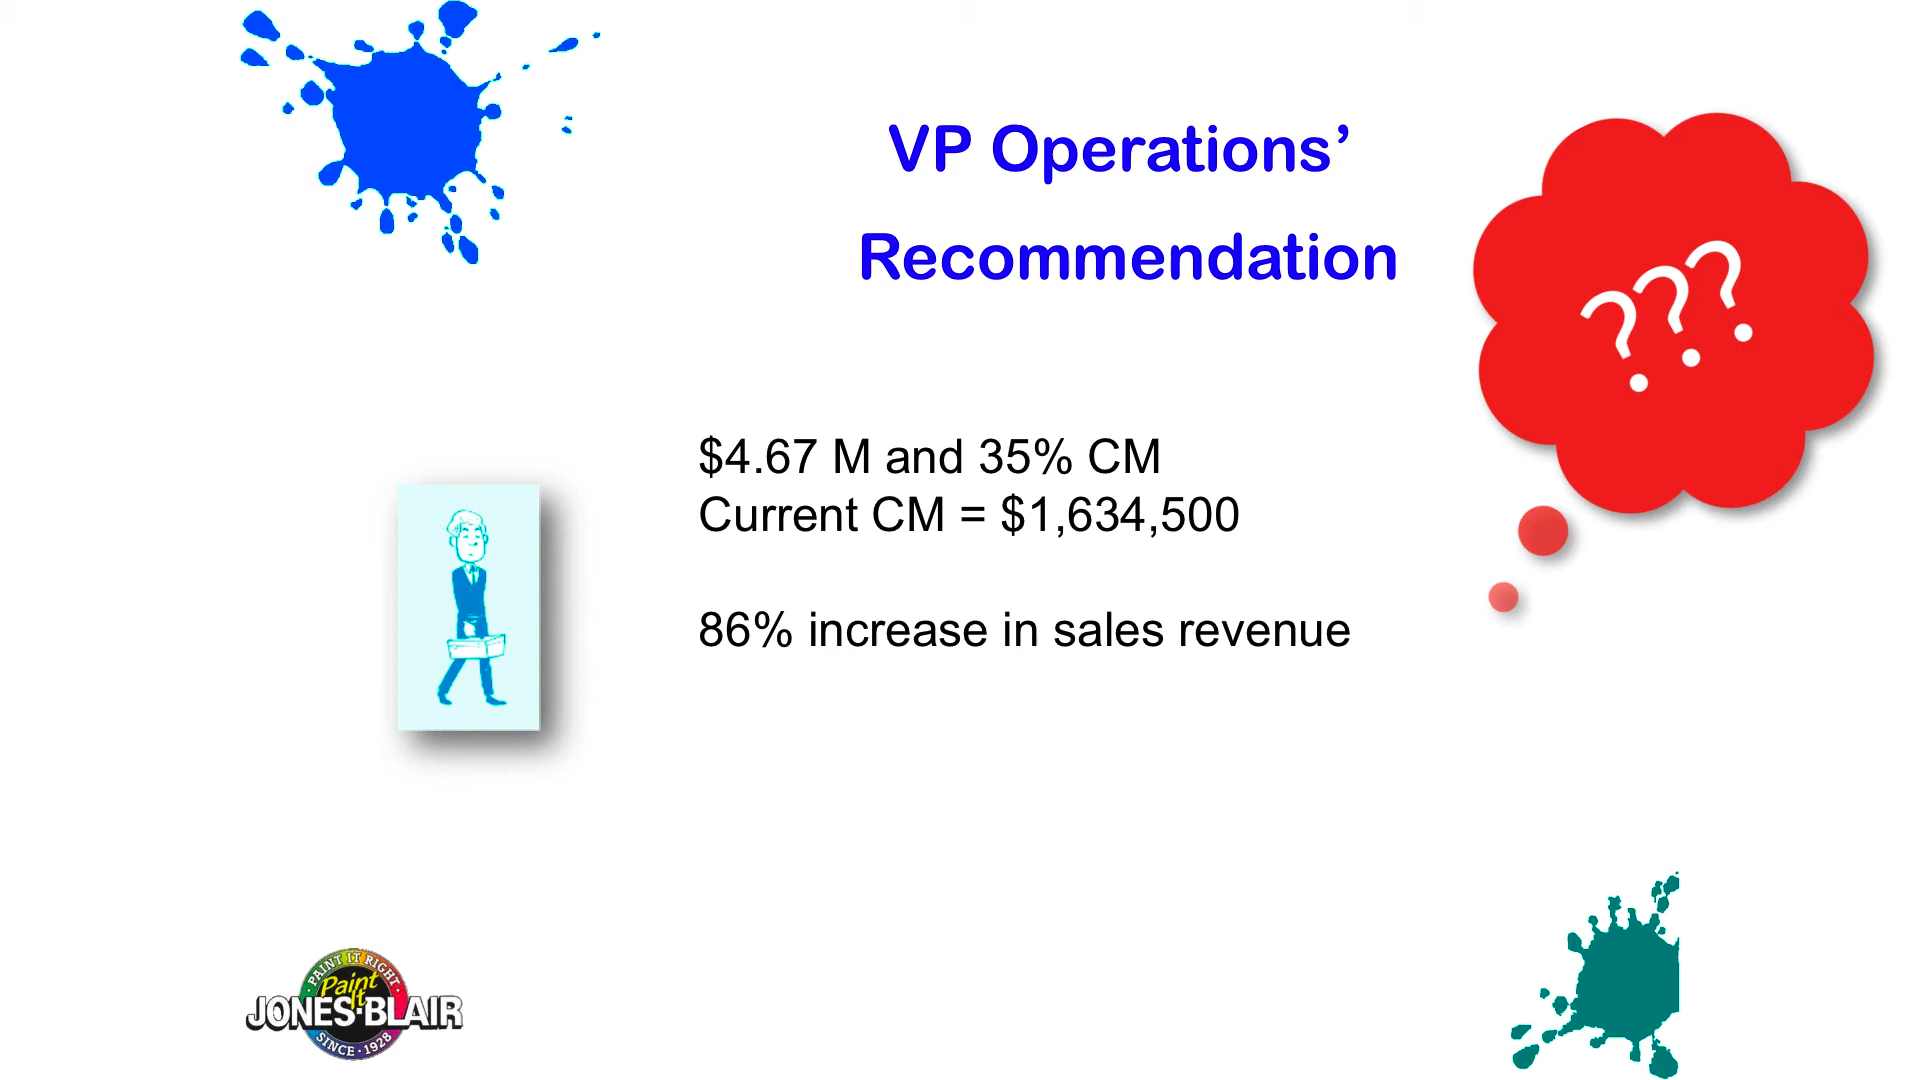 VP Operations’
Recommendation
???
$4.67 M and 35% CM
Current CM = $1,634,500
86% increase in sales revenue
PAINT IT RIGHT
Paint
It
JONES·BLAIR
SINCE · 1928